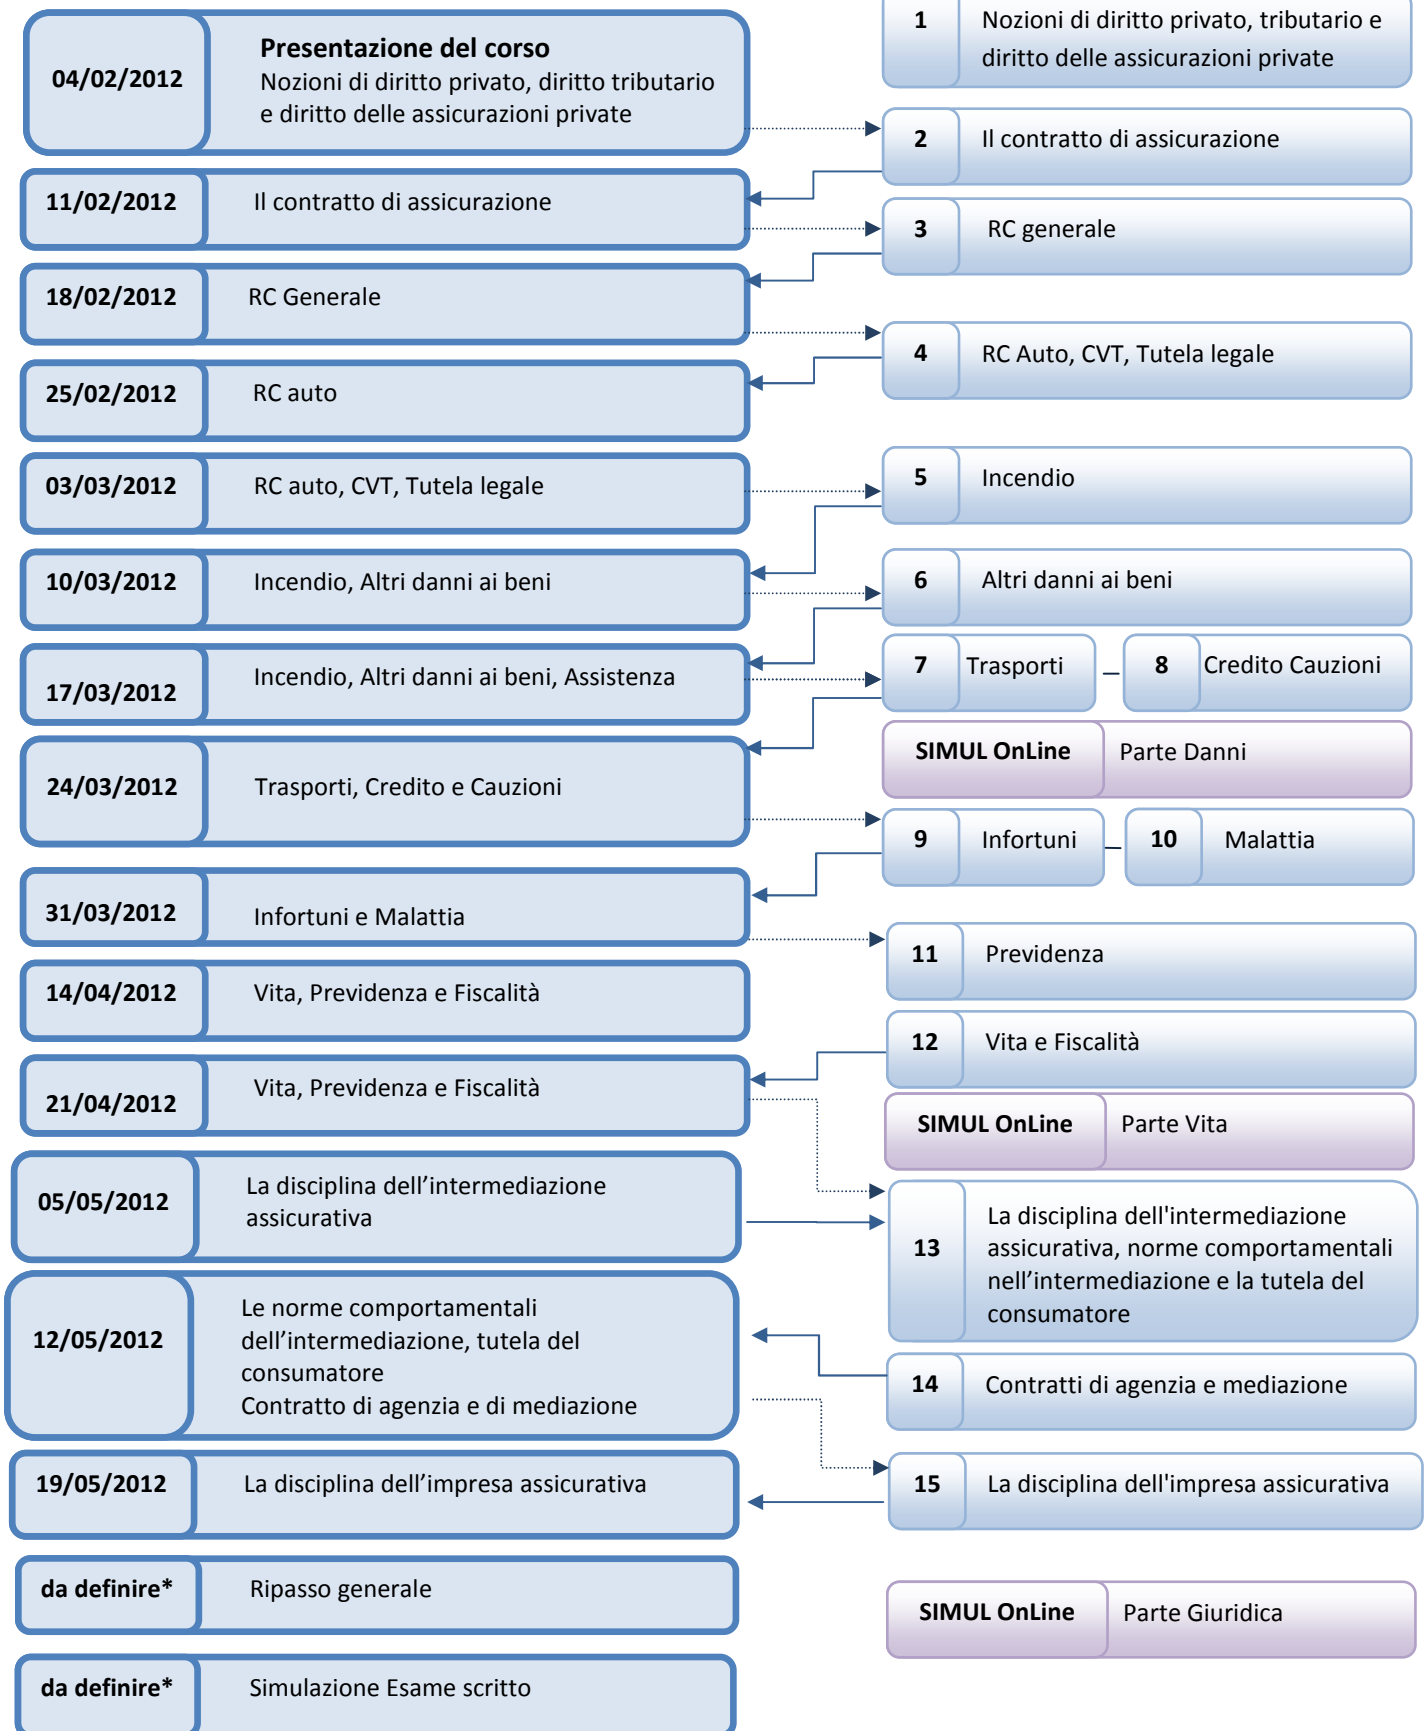 04/02/2012
Presentazione del corso
Nozioni di diritto privato, diritto tributario
e diritto delle assicurazioni private
1
Nozioni di diritto privato, tributario e
diritto delle assicurazioni private
2
Il contratto di assicurazione
11/02/2012
Il contratto di assicurazione
3
RC generale
18/02/2012
RC Generale
4
RC Auto, CVT, Tutela legale
25/02/2012
RC auto
03/03/2012
RC auto, CVT, Tutela legale
5
Incendio
10/03/2012
Incendio, Altri danni ai beni
6
Altri danni ai beni
17/03/2012
Incendio, Altri danni ai beni, Assistenza
7
Trasporti
–
8
Credito Cauzioni
SIMUL OnLine
Parte Danni
24/03/2012
Trasporti, Credito e Cauzioni
9
Infortuni
–
10
Malattia
31/03/2012
Infortuni e Malattia
11
Previdenza
14/04/2012
Vita, Previdenza e Fiscalità
12
Vita e Fiscalità
21/04/2012
Vita, Previdenza e Fiscalità
SIMUL OnLine
Parte Vita
05/05/2012
La disciplina dell’intermediazione
assicurativa
13
La disciplina dell'intermediazione
assicurativa, norme comportamentali
nell’intermediazione e la tutela del
consumatore
12/05/2012
Le norme comportamentali
dell’intermediazione, tutela del
consumatore
Contratto di agenzia e di mediazione
14
Contratti di agenzia e mediazione
19/05/2012
La disciplina dell’impresa assicurativa
15
La disciplina dell'impresa assicurativa
da definire*
Ripasso generale
SIMUL OnLine
Parte Giuridica
da definire*
Simulazione Esame scritto